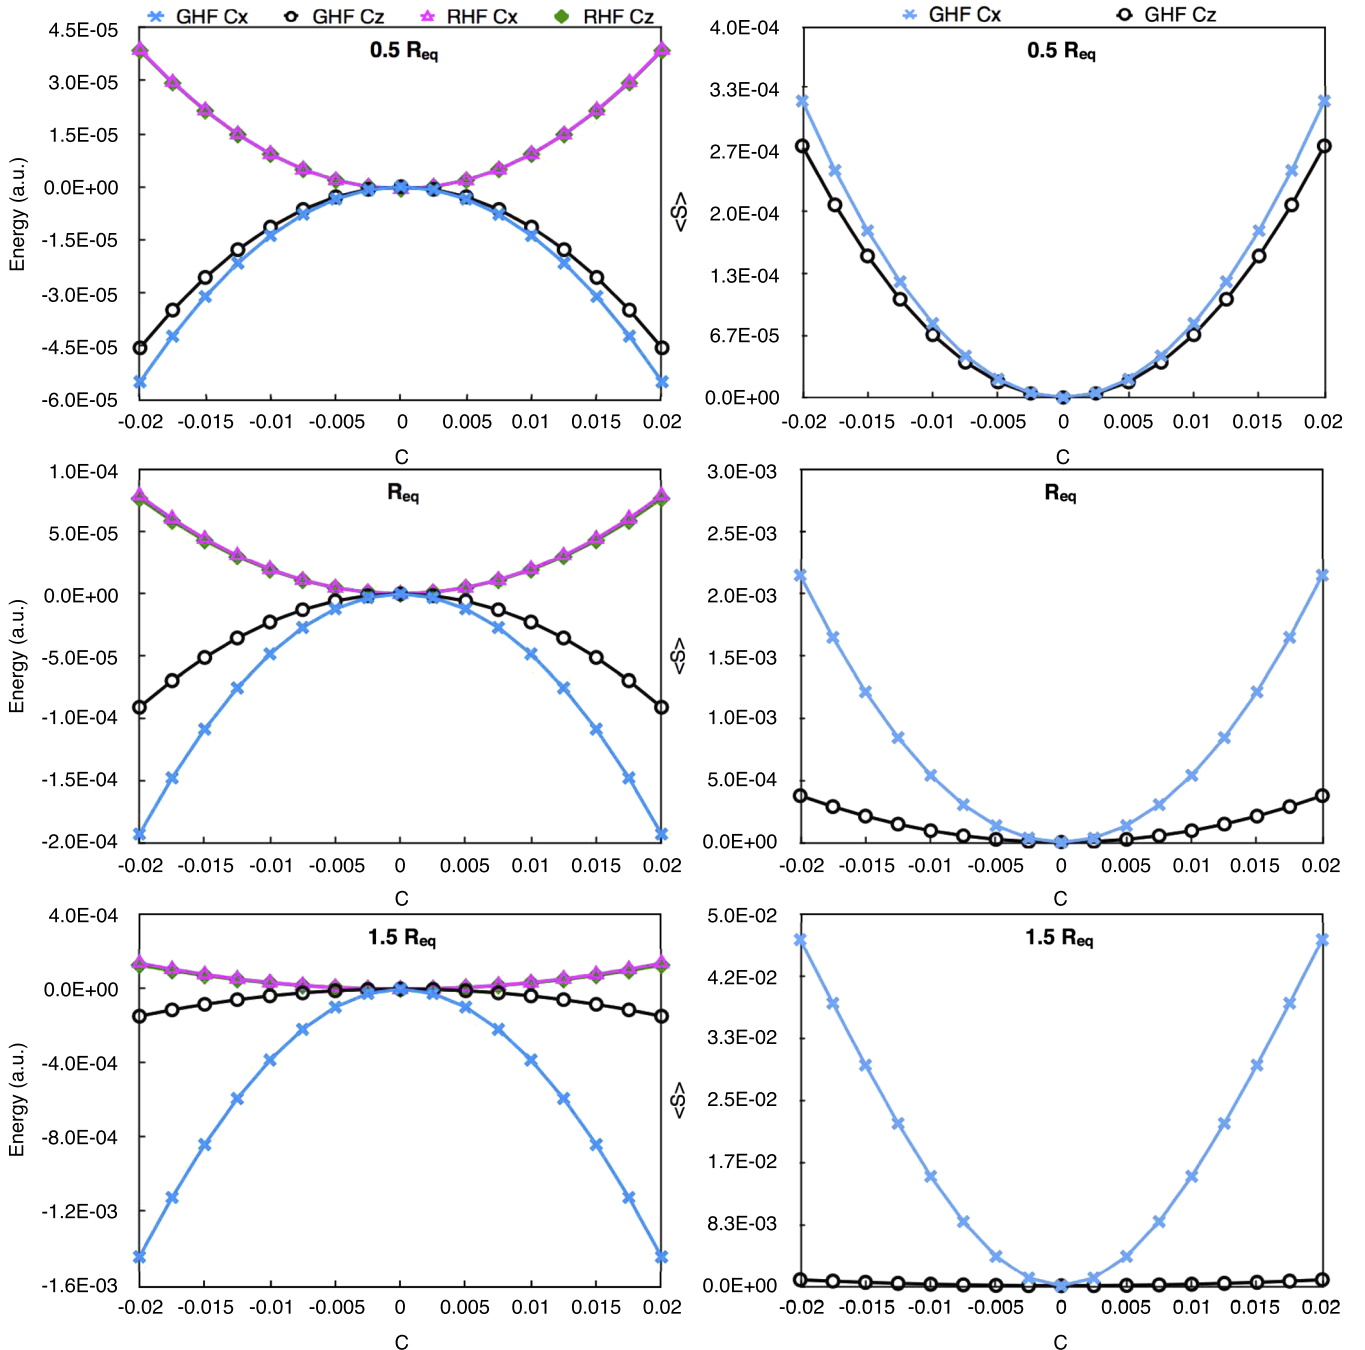 GHF Cx GHF Cz RHF Cx RHF Cz
4.5E-05
3.0E-05
1.5E-05
0.0E+00
-1.5E-05
-3.0E-05
-4.5E-05
-6.0E-05
Energy (a.u.)
0.5 Req
-0.02 -0.015 -0.01 -0.005 0 0.005 0.01 0.015 0.02
C
GHF Cx GHF Cz
4.0E-04
3.3E-04
2.7E-04
2.0E-04
1.3E-04
6.7E-05
0.0E+00
<S>
0.5 Req
-0.02 -0.015 -0.01 -0.005 0 0.005 0.01 0.015 0.02
C
1.0E-04
5.0E-05
0.0E+00
-5.0E-05
-1.0E-04
-1.5E-04
-2.0E-04
Energy (a.u.)
Req
-0.02 -0.015 -0.01 -0.005 0 0.005 0.01 0.015 0.02
C
3.0E-03
2.5E-03
2.0E-03
1.5E-03
1.0E-03
5.0E-04
0.0E+00
<S>
Req
-0.02 -0.015 -0.01 -0.005 0 0.005 0.01 0.015 0.02
C
4.0E-04
0.0E+00
-4.0E-04
-8.0E-04
-1.2E-03
-1.6E-03
Energy (a.u.)
1.5 Req
-0.02 -0.015 -0.01 -0.005 0 0.005 0.01 0.015 0.02
C
5.0E-02
4.2E-02
3.3E-02
2.5E-02
1.7E-02
8.3E-03
0.0E+00
<S>
1.5 Req
-0.02 -0.015 -0.01 -0.005 0 0.005 0.01 0.015 0.02
C